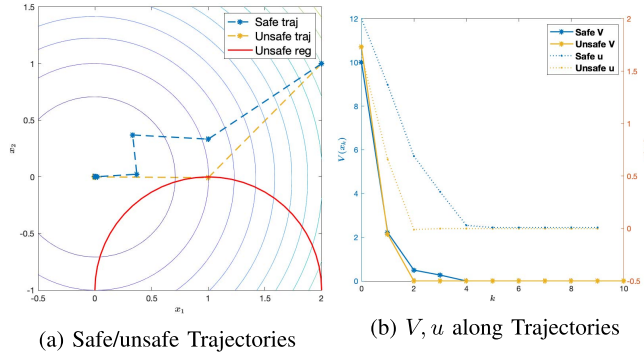 Safe traj
Unsafe traj
Unsafe reg
1.5
1
0.5
0
-0.5
-1
-0.5
0
0.5
1
1.5
2
x₂
x₁
(a) Safe/unsafe Trajectories
Safe V
Unsafe V
Safe u
Unsafe u
12
10
8
6
4
2
0
2
1.5
1
0.5
0
-0.5
0
2
4
6
8
10
V(xₖ)
k
(b) V, u along Trajectories